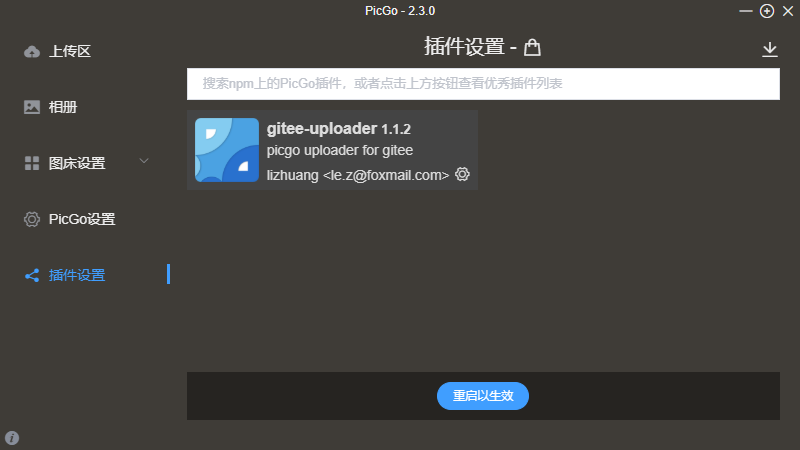 PicGo - 2.3.0
上传区
相册
图床设置
PicGo设置
插件设置
插件设置 -
搜索npm上的PicGo插件，或者点击上方按钮查看优秀插件列表
gitee-uploader 1.1.2
picgo uploader for gitee
lizhuang <le.z@foxmail.com>
重启以生效